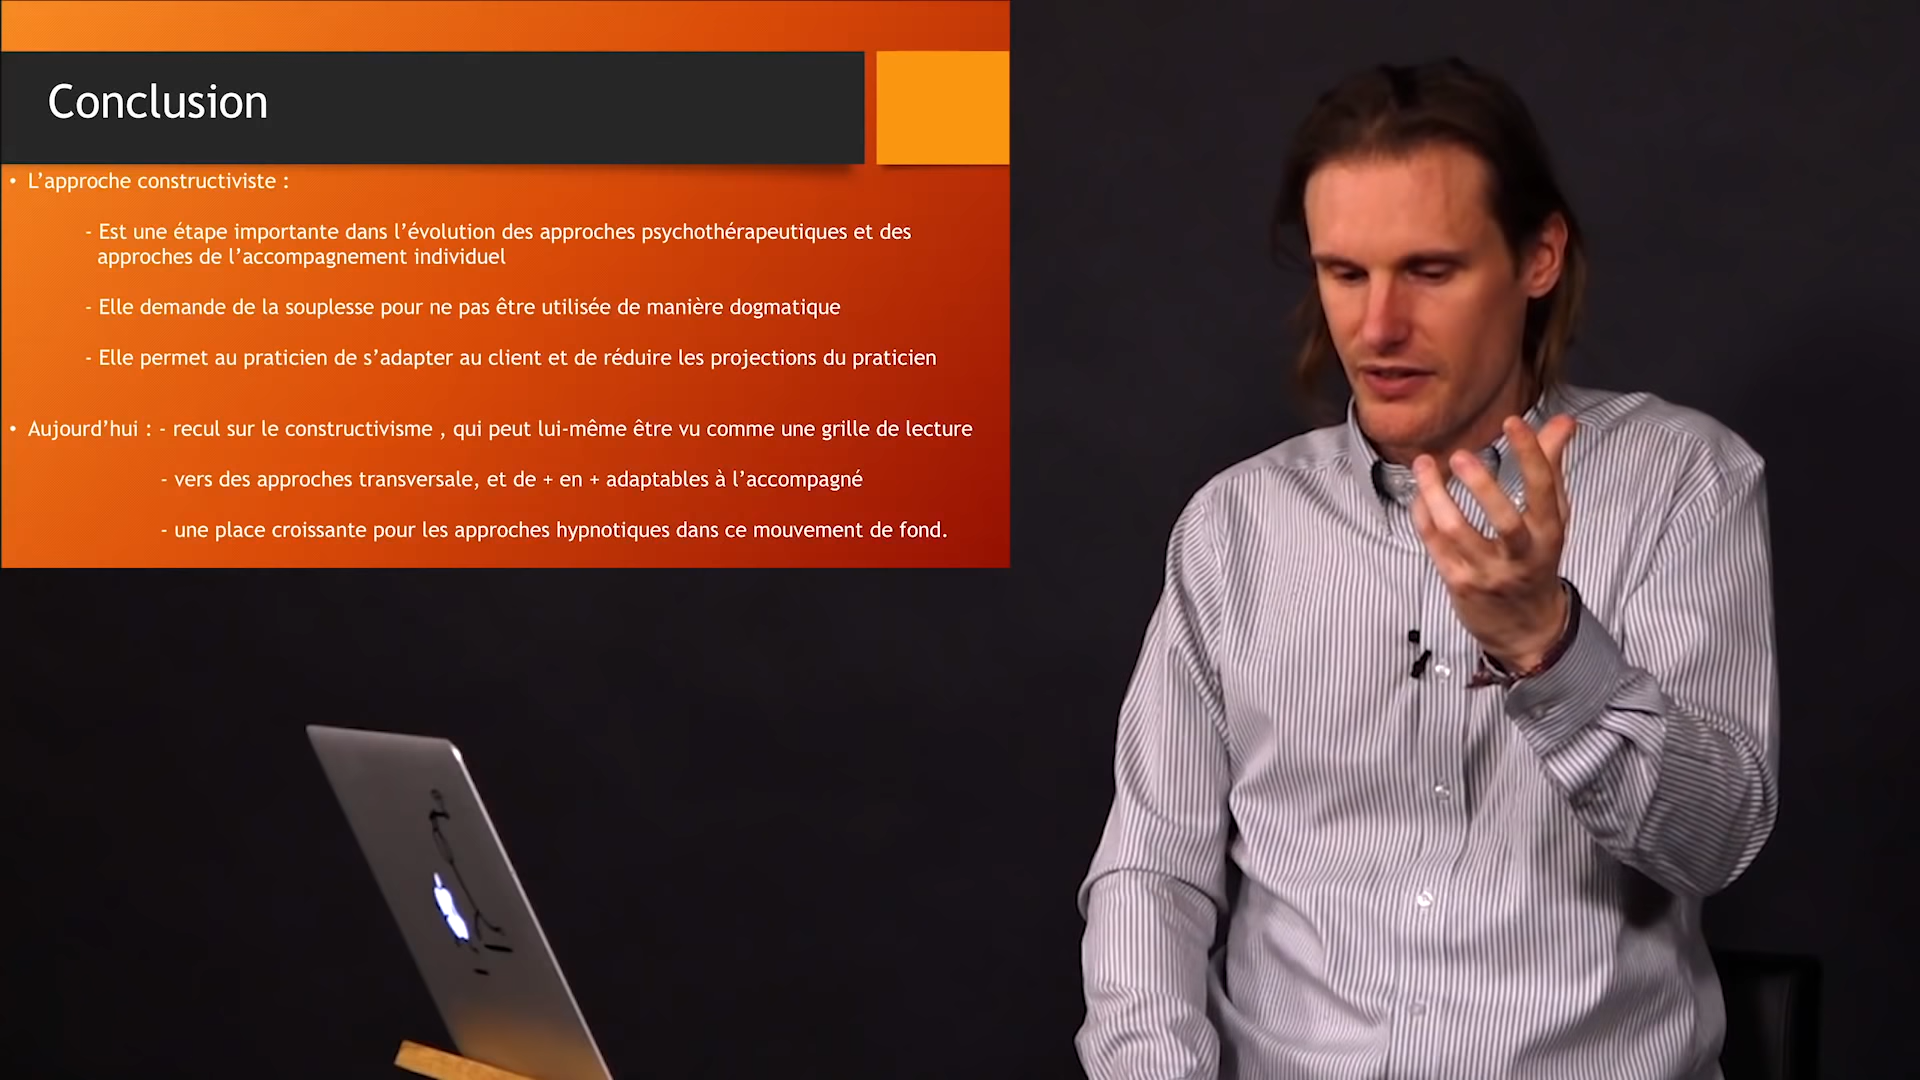 Conclusion
• L’approche constructiviste :
- Est une étape importante dans l’évolution des approches psychothérapeutiques et des
approches de l’accompagnement individuel
- Elle demande de la souplesse pour ne pas être utilisée de manière dogmatique
- Elle permet au praticien de s’adapter au client et de réduire les projections du praticien
• Aujourd’hui : - recul sur le constructivisme , qui peut lui-même être vu comme une grille de lecture
- vers des approches transversale, et de + en + adaptables à l’accompagné
- une place croissante pour les approches hypnotiques dans ce mouvement de fond.